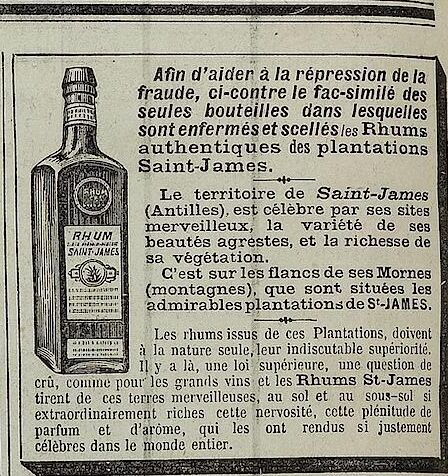 Afin d'aider à la répression de la
fraude, ci-contre le fac-similé des
seules bouteilles dans lesquelles
sont enfermés et scellés les Rhums
authentiques des plantations
Saint-James.
Le territoire de Saint-James
(Antilles), est célèbre par ses sites
merveilleux, la variété de ses
beautés agrestes, et la richesse de
sa végétation.
C'est sur les flancs de ses Mornes
(montagnes), que sont situées les
admirables plantations de St-JAMES.
Les rhums issus de ces Plantations, doivent
à la nature seule, leur indiscutable supériorité.
Il y a là, une loi supérieure, une question de
crû, comme pour les grands vins et les Rhums St-James
tirent de ces terres merveilleuses, au sol et au sous-sol si
extraordinairement riches cette nervosité, cette plénitude de
parfum et d'arôme, qui les ont rendus si justement
célèbres dans le monde entier.
RHUM
RHUM
SAINT-JAMES